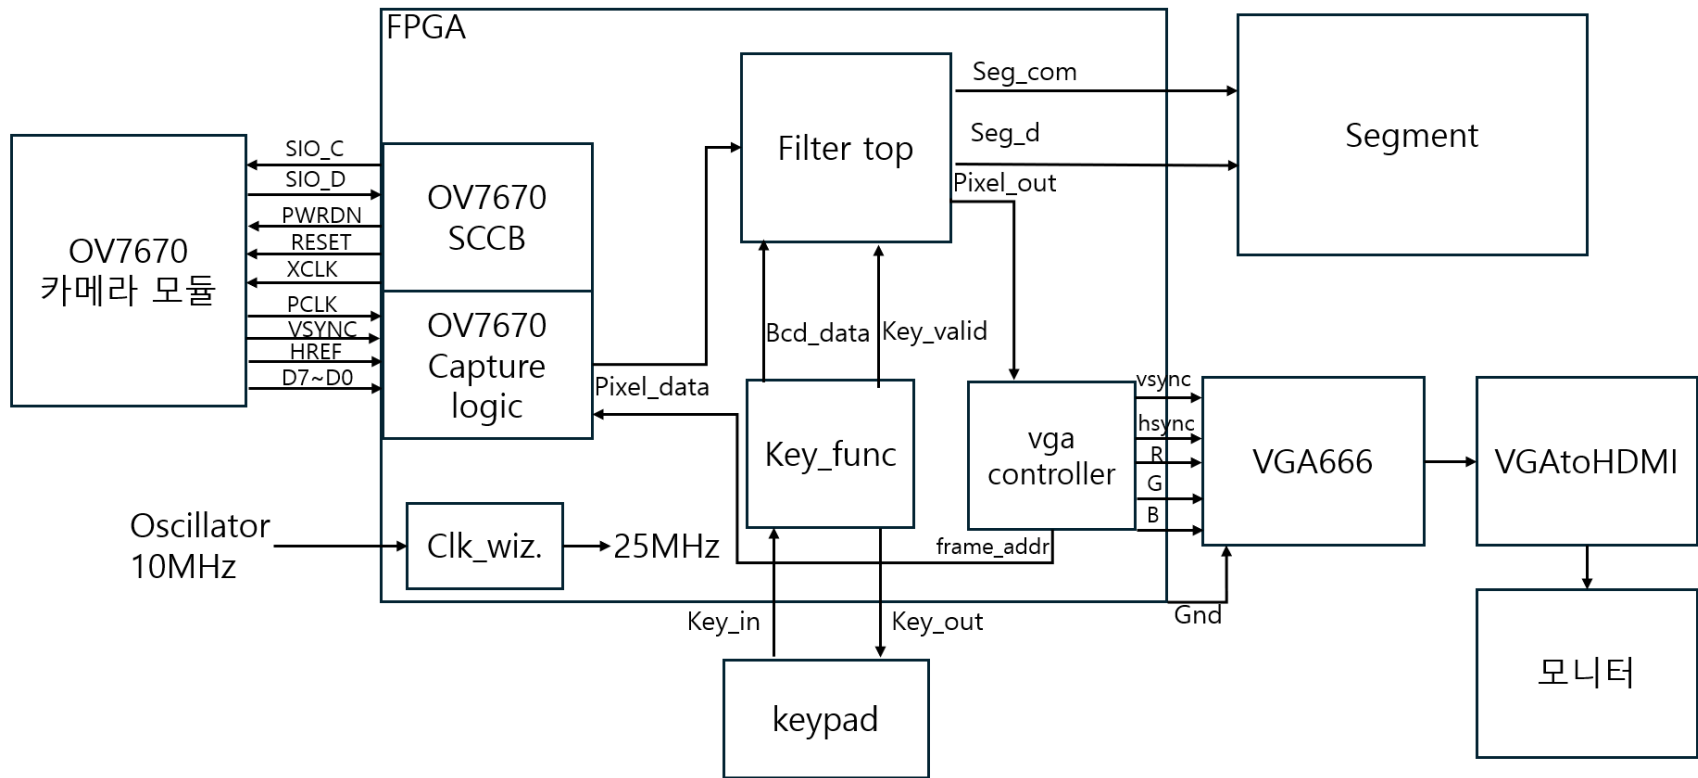 FPGA
OV7670
카메라 모듈
SIO_C
SIO_D
PWRDN
RESET
XCLK
PCLK
VSYNC
HREF
D7~D0
OV7670
SCCB
OV7670
Capture
logic
Pixel_data
Filter top
Seg_com
Seg_d
Pixel_out
Segment
Bcd_data
Key_valid
Key_func
vga
controller
vsync
hsync
R
G
B
VGA666
VGAtoHDMI
Oscillator
10MHz
Clk_wiz.
25MHz
frame_addr
Gnd
Key_in
Key_out
keypad
모니터